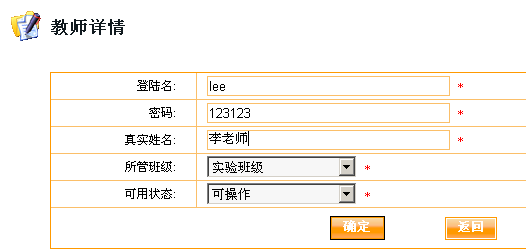 教师详情
登陆名: lee *
密码: 123123 *
真实姓名: 李老师 *
所管班级: 实验班级 *
可用状态: 可操作 *
确定 返回